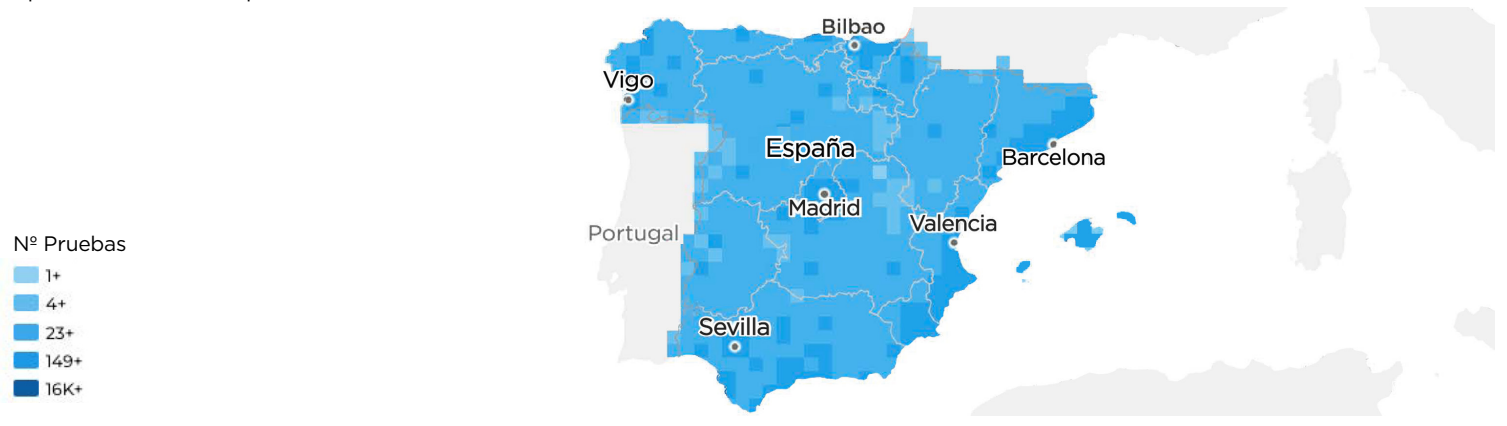 Bilbao
Vigo
España
Barcelona
Madrid
Valencia
Portugal
Sevilla
Nº Pruebas
1+
4+
23+
149+
16K+